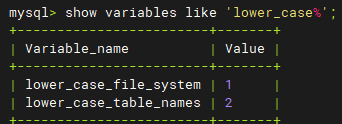 mysql> show variables like 'lower_case%';
+------------------------+-------+
| Variable_name | Value |
+------------------------+-------+
| lower_case_file_system | 1 |
| lower_case_table_names | 2 |
+------------------------+-------+